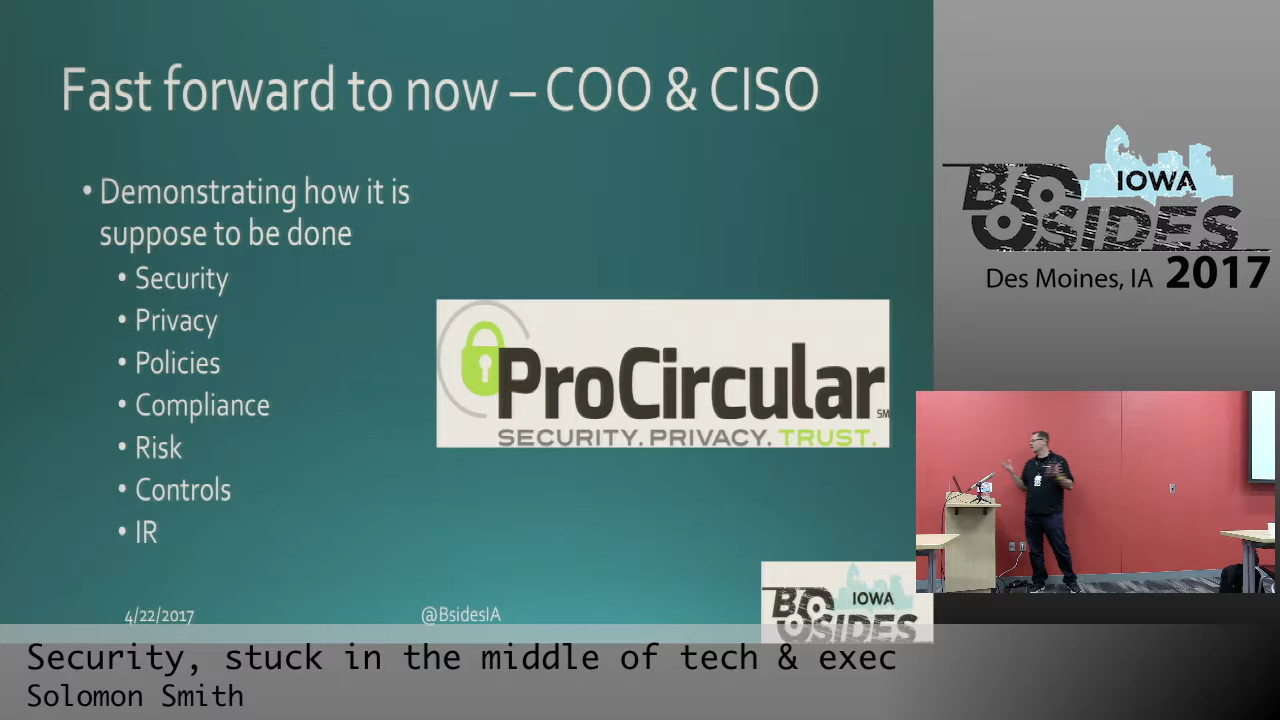 Fast forward to now – COO & CISO
• Demonstrating how it is
suppose to be done
• Security
• Privacy
• Policies
• Compliance
• Risk
• Controls
• IR
ProCircular SM
SECURITY. PRIVACY. TRUST.
4/22/2017
@BsidesIA
IOWA
BSIDES
IOWA
BSIDES
Des Moines, IA 2017
Security, stuck in the middle of tech & exec
Solomon Smith